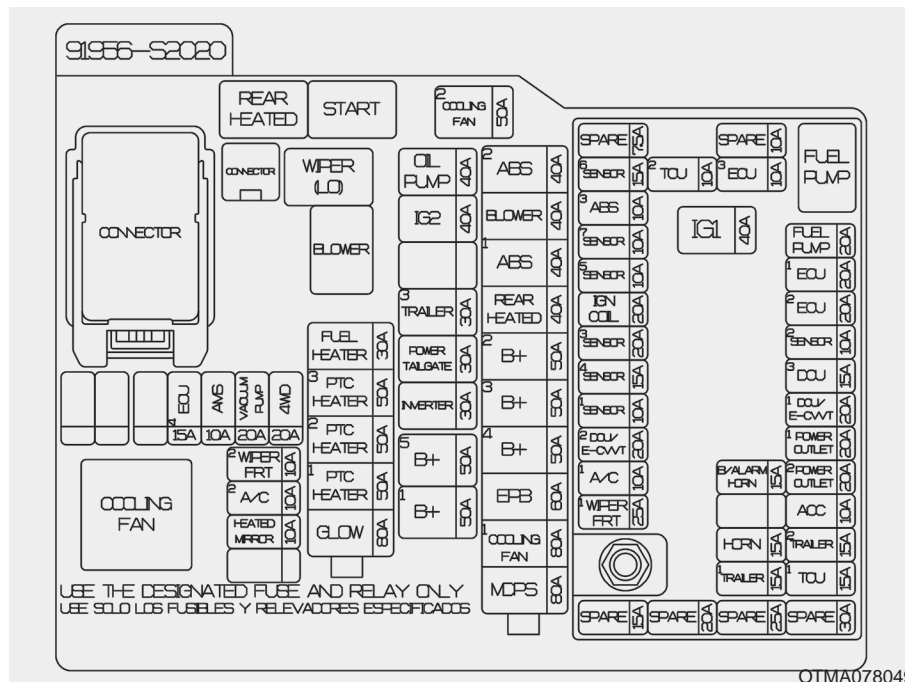 91956-S2020
REAR
HEATED
START
2
COOLING
FAN
50A
CONNECTOR
CONNECTOR
WIPER
(LO)
BLOWER
OIL
PUMP
40A
IG2
40A
3
TRAILER
30A
POWER
TAILGATE
30A
INVERTER
30A
5
B+
50A
1
B+
50A
2
ABS
40A
BLOWER
40A
1
ABS
40A
REAR
HEATED
40A
2
B+
50A
3
B+
50A
4
B+
50A
EPB
60A
1
COOLING
FAN
80A
MDPS
80A
FUEL
HEATER
30A
3
PTC
HEATER
50A
2
PTC
HEATER
50A
1
PTC
HEATER
50A
GLOW
80A
4
ECU
15A
AMS
10A
VACUUM
PUMP
20A
4WD
20A
2
WIPER
FRT
10A
2
A/C
10A
HEATED
MIRROR
10A
COOLING
FAN
SPARE
7.5A
6
SENSOR
15A
3
ABS
10A
7
SENSOR
10A
5
SENSOR
10A
IGN
COIL
20A
3
SENSOR
20A
4
SENSOR
15A
1
SENSOR
10A
2
DCU/
E-CVVT
20A
1
A/C
10A
1
WIPER
FRT
25A
2
TCU
10A
SPARE
10A
3
ECU
10A
IG1
40A
FUEL
PUMP
FUEL
PUMP
20A
1
ECU
20A
2
ECU
20A
2
SENSOR
10A
3
DCU
15A
1
DCU/
E-CVVT
20A
1
POWER
OUTLET
20A
2
POWER
OUTLET
20A
ACC
10A
2
TRAILER
15A
1
TCU
15A
B/ALARM
HORN
15A
HORN
15A
1
TRAILER
15A
SPARE
15A
SPARE
20A
SPARE
25A
SPARE
30A
USE THE DESIGNATED FUSE AND RELAY ONLY
USE SOLO LOS FUSIBLES Y RELEVADORES ESPECIFICADOS
OTMA078049